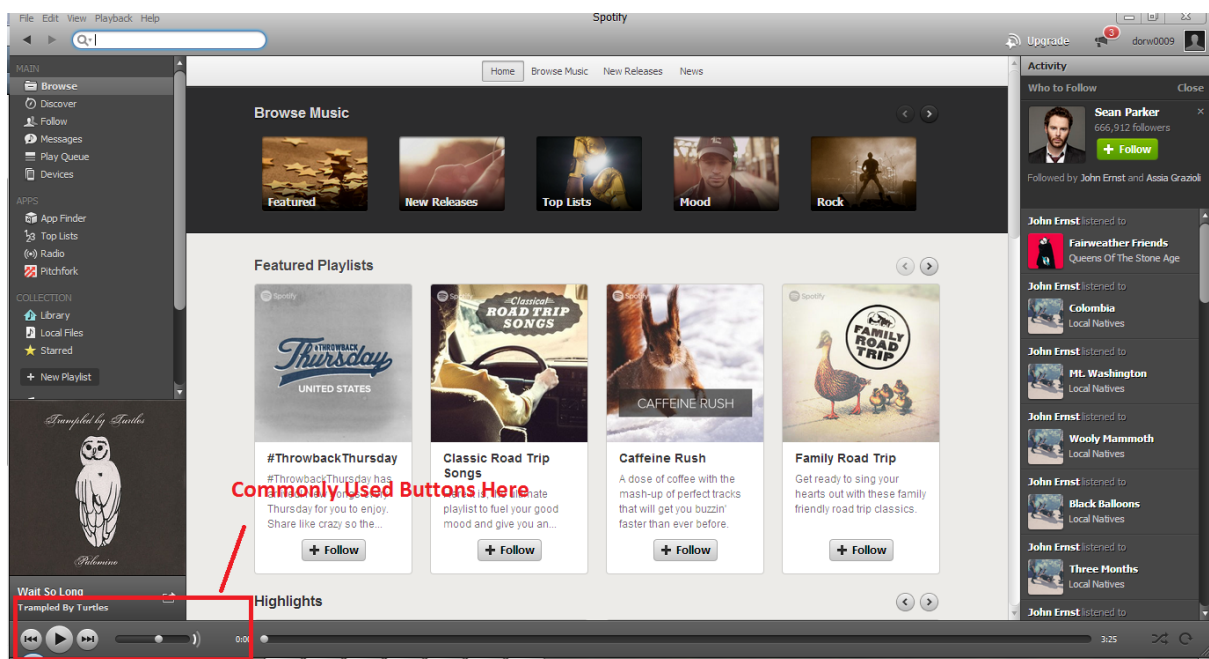 File Edit View Playback Help
Spotify
Upgrade
3
dorw0009
MAIN
Browse
Discover
Follow
Messages
Play Queue
Devices
APPS
App Finder
Top Lists
Radio
Pitchfork
COLLECTION
Library
Local Files
Starred
+ New Playlist
Trampled by Turtles
Palomino
Wait So Long
Trampled By Turtles
Home Browse Music New Releases News
Browse Music
Featured
New Releases
Top Lists
Mood
Rock
Featured Playlists
Spotify
#THROWBACK
Thursday
UNITED STATES
#ThrowbackThursday
#ThrowbackThursday has
Thursday for you to enjoy.
Share like crazy so the...
+ Follow
Classical
ROAD TRIP
SONGS
Classic Road Trip
Songs
playlist to fuel your good
mood and give you an...
+ Follow
CAFFEINE RUSH
Caffeine Rush
A dose of coffee with the
mash-up of perfect tracks
that will get you buzzin'
faster than ever before.
+ Follow
Spotify
FAMILY
ROAD
TRIP
Family Road Trip
Get ready to sing your
hearts out with these family
friendly road trip classics.
+ Follow
Commonly Used Buttons Here
Highlights
Activity
Who to Follow Close
Sean Parker
666,912 followers
+ Follow
Followed by John Ernst and Assia Grazioli
John Ernst listened to
Fairweather Friends
Queens Of The Stone Age
John Ernst listened to
Colombia
Local Natives
John Ernst listened to
Mt. Washington
Local Natives
John Ernst listened to
Wooly Mammoth
Local Natives
John Ernst listened to
Black Balloons
Local Natives
John Ernst listened to
Three Months
Local Natives
John Ernst listened to
0:00
3:25